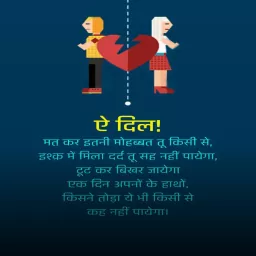 ऐ दिल!
मत कर इतनी मोहब्बत तू किसी से,
इश्क़ में मिला दर्द तू सह नहीं पायेगा,
टूट कर बिखर जायेगा
एक दिन अपनों के हाथों,
किसने तोड़ा ये भी किसी से
कह नहीं पायेगा।